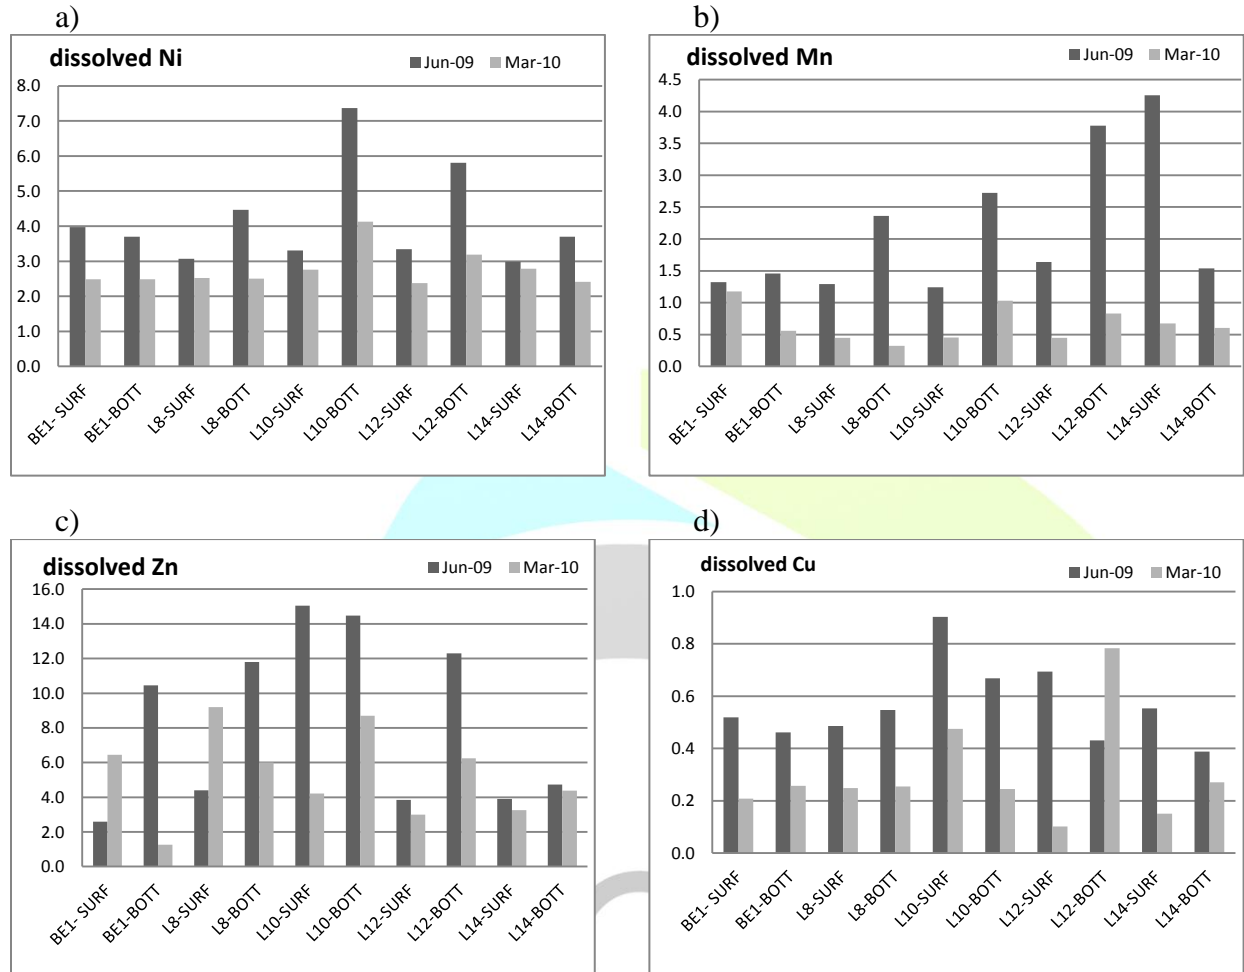 a)
dissolved Ni
Jun-09 Mar-10
8.0
7.0
6.0
5.0
4.0
3.0
2.0
1.0
0.0
BE1- SURF
BE1-BOTT
L8-SURF
L8-BOTT
L10-SURF
L10-BOTT
L12-SURF
L12-BOTT
L14-SURF
L14-BOTT
b)
dissolved Mn
Jun-09 Mar-10
4.5
4.0
3.5
3.0
2.5
2.0
1.5
1.0
0.5
0.0
BE1- SURF
BE1-BOTT
L8-SURF
L8-BOTT
L10-SURF
L10-BOTT
L12-SURF
L12-BOTT
L14-SURF
L14-BOTT
c)
dissolved Zn
Jun-09 Mar-10
16.0
14.0
12.0
10.0
8.0
6.0
4.0
2.0
0.0
BE1- SURF
BE1-BOTT
L8-SURF
L8-BOTT
L10-SURF
L10-BOTT
L12-SURF
L12-BOTT
L14-SURF
L14-BOTT
d)
dissolved Cu
Jun-09 Mar-10
1.0
0.8
0.6
0.4
0.2
0.0
BE1- SURF
BE1-BOTT
L8-SURF
L8-BOTT
L10-SURF
L10-BOTT
L12-SURF
L12-BOTT
L14-SURF
L14-BOTT